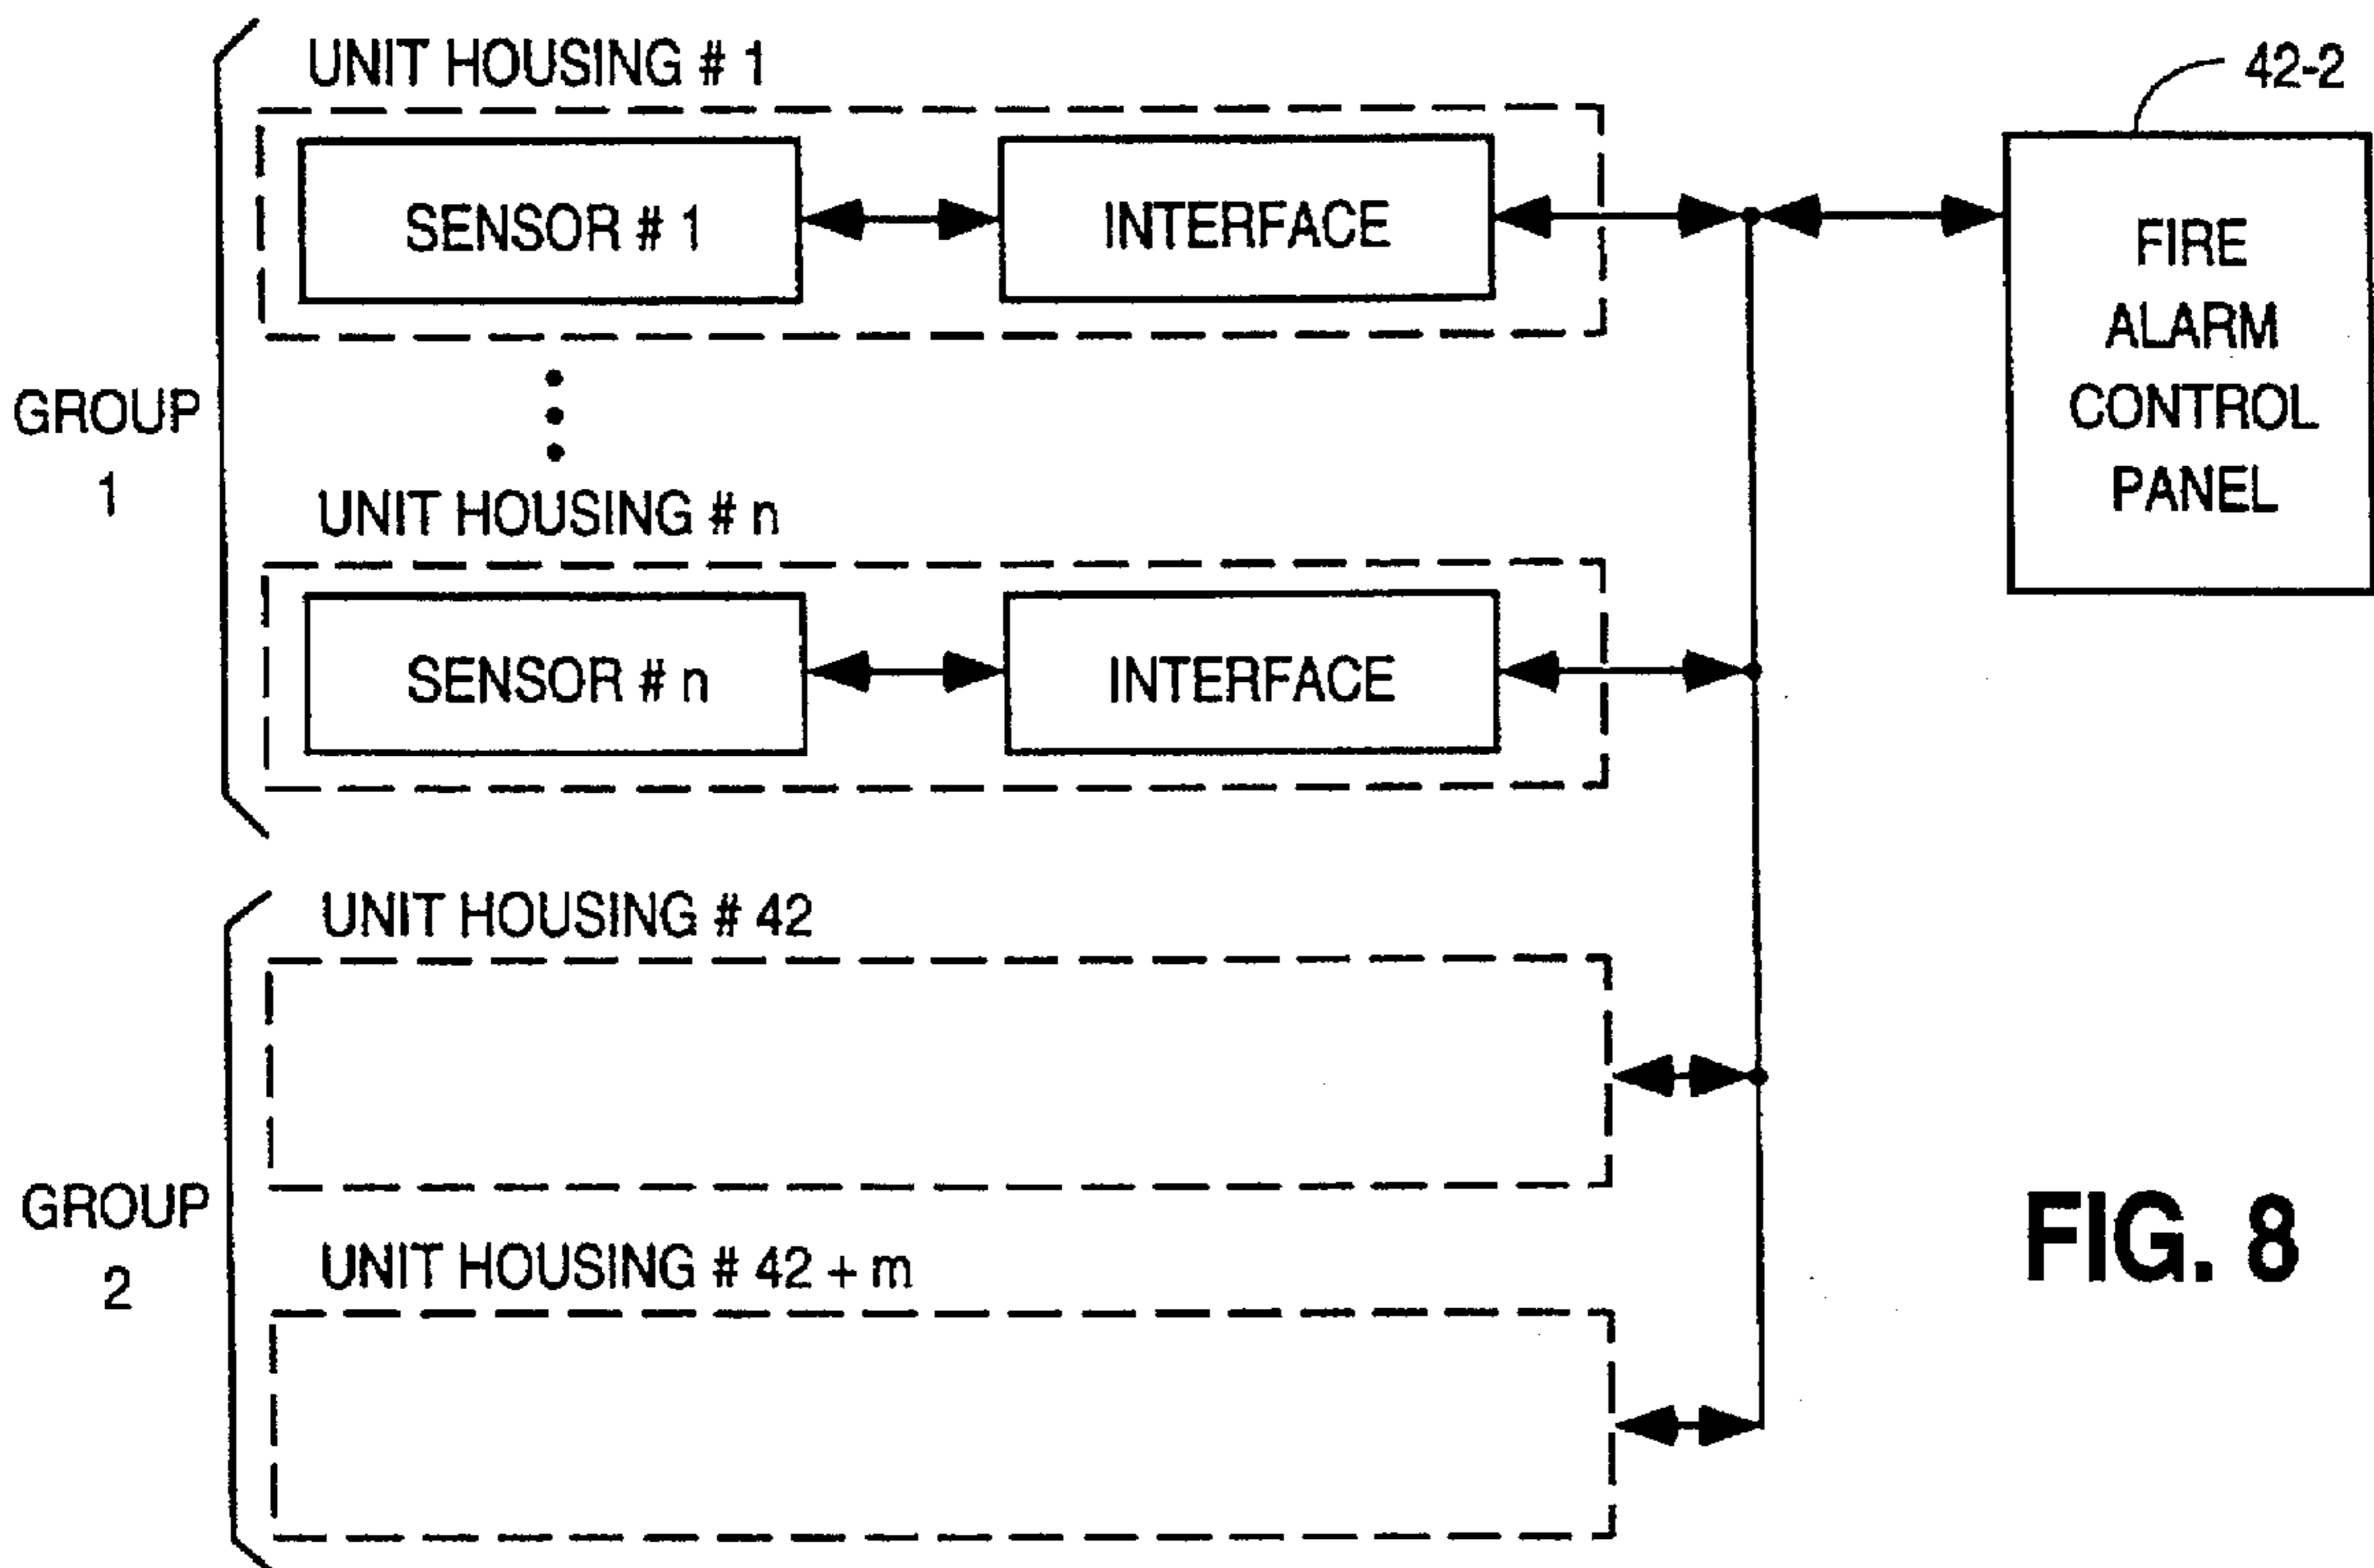 UNIT HOUSING # 1
42-2
SENSOR # 1
INTERFACE
FIRE
ALARM
CONTROL
PANEL
GROUP
1
UNIT HOUSING # n
SENSOR # n
INTERFACE
UNIT HOUSING # 42
GROUP
2
UNIT HOUSING # 42 + m
FIG. 8